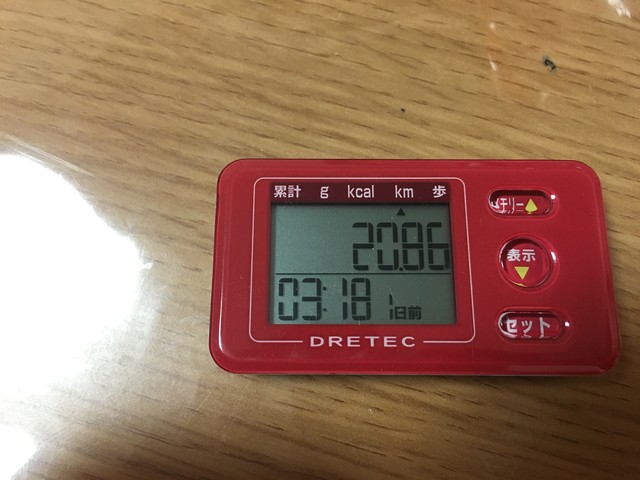 累計 g kcal km 歩
20.86
03:18 1日前
DRETEC
メモリー
表示
セット